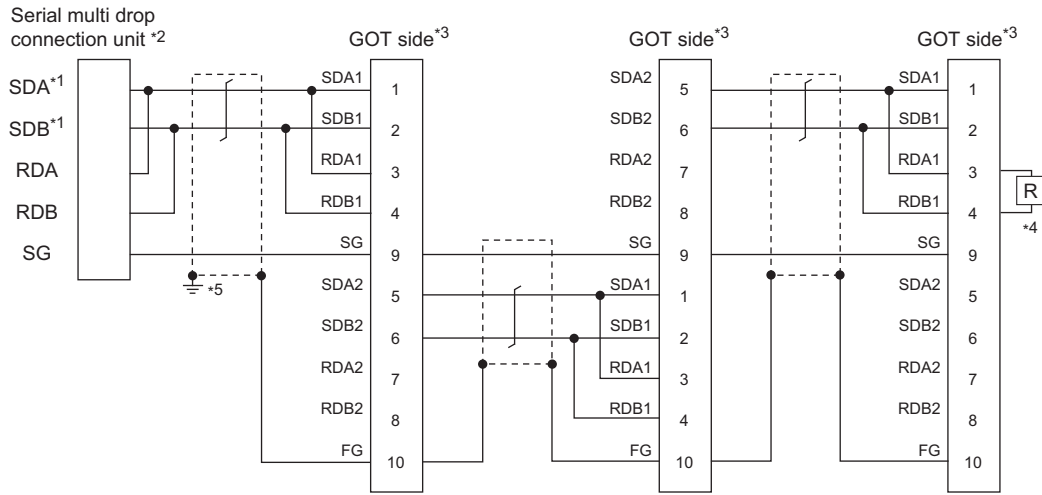 Serial multi drop
connection unit *2
SDA*1
SDB*1
RDA
RDB
SG
*5
GOT side*3
SDA1 1
SDB1 2
RDA1 3
RDB1 4
SG 9
SDA2 5
SDB2 6
RDA2 7
RDB2 8
FG 10
GOT side*3
SDA2 5
SDB2 6
RDA2 7
RDB2 8
SG 9
SDA1 1
SDB1 2
RDA1 3
RDB1 4
FG 10
GOT side*3
SDA1 1
SDB1 2
RDA1 3
RDB1 4
SG 9
SDA2 5
SDB2 6
RDA2 7
RDB2 8
FG 10
R
*4